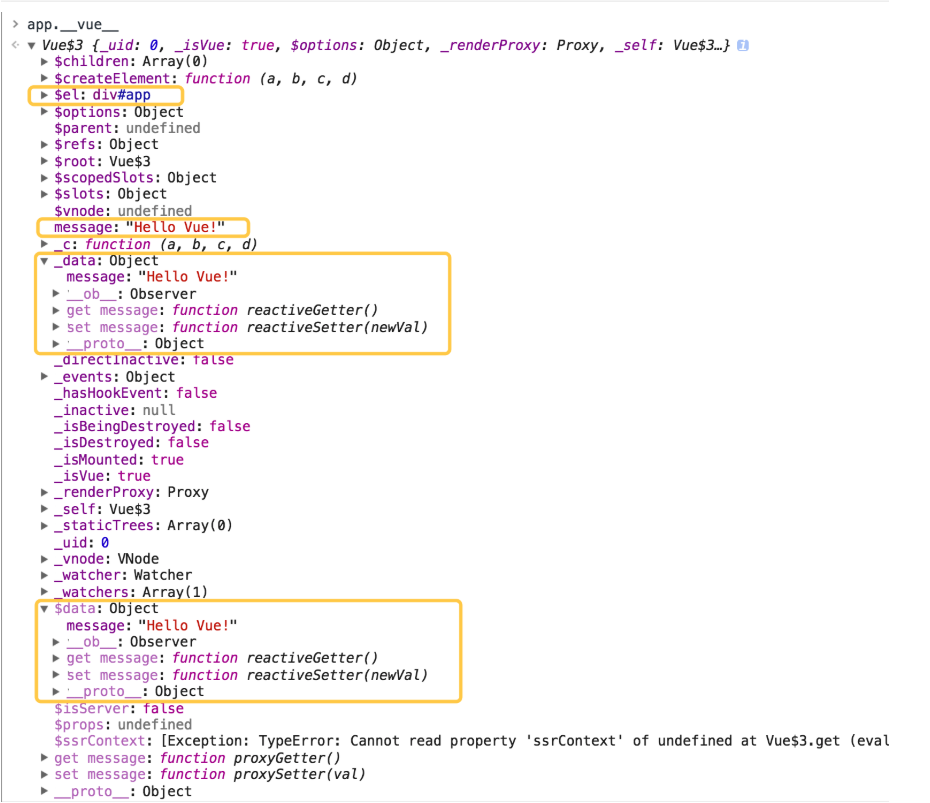 > app.__vue__
Vue$3 {_uid: 0, _isVue: true, $options: Object, _renderProxy: Proxy, _self: Vue$3…} i
$children: Array(0)
$createElement: function (a, b, c, d)
$el: div#app
$options: Object
$parent: undefined
$refs: Object
$root: Vue$3
$scopedSlots: Object
$slots: Object
$vnode: undefined
message: "Hello Vue!"
_c: function (a, b, c, d)
_data: Object
message: "Hello Vue!"
__ob__: Observer
get message: function reactiveGetter()
set message: function reactiveSetter(newVal)
__proto__: Object
_directInactive: false
_events: Object
_hasHookEvent: false
_inactive: null
_isBeingDestroyed: false
_isDestroyed: false
_isMounted: true
_isVue: true
_renderProxy: Proxy
_self: Vue$3
_staticTrees: Array(0)
_uid: 0
_vnode: VNode
_watcher: Watcher
_watchers: Array(1)
$data: Object
message: "Hello Vue!"
__ob__: Observer
get message: function reactiveGetter()
set message: function reactiveSetter(newVal)
__proto__: Object
$isServer: false
$props: undefined
$ssrContext: [Exception: TypeError: Cannot read property 'ssrContext' of undefined at Vue$3.get (eval
get message: function proxyGetter()
set message: function proxySetter(val)
__proto__: Object